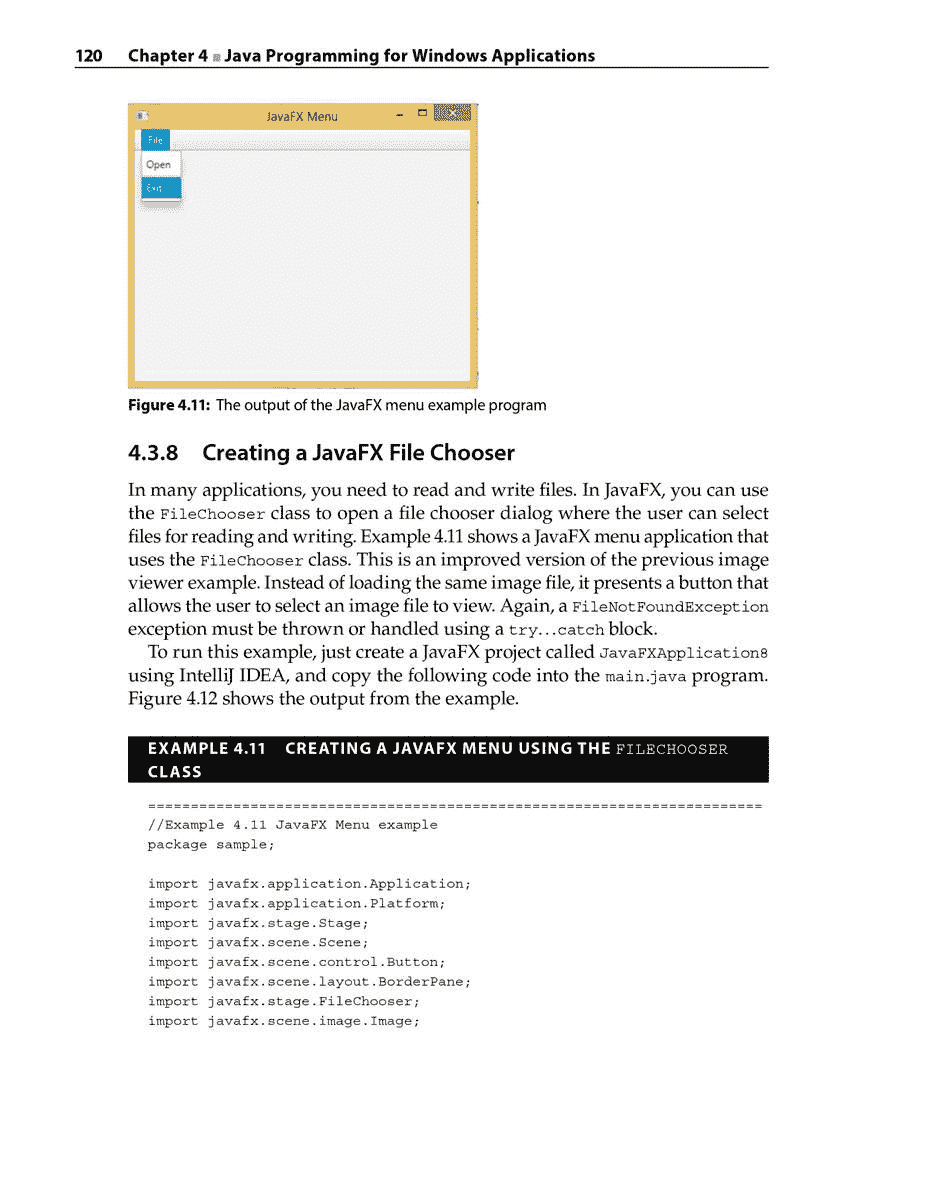 120 Chapter 4 ■ Java Programming for Windows Applications
JavaFX Menu
File
Open
Exit
Figure 4.11: The output of the JavaFX menu example program
4.3.8 Creating a JavaFX File Chooser
In many applications, you need to read and write files. In JavaFX, you can use
the FileChooser class to open a file chooser dialog where the user can select
files for reading and writing. Example 4.11 shows a JavaFX menu application that
uses the FileChooser class. This is an improved version of the previous image
viewer example. Instead of loading the same image file, it presents a button that
allows the user to select an image file to view. Again, a FileNotFoundException
exception must be thrown or handled using a try...catch block.
To run this example, just create a JavaFX project called JavaFXApplication8
using IntelliJ IDEA, and copy the following code into the main.java program.
Figure 4.12 shows the output from the example.
EXAMPLE 4.11 CREATING A JAVAFX MENU USING THE FILECHOOSER
CLASS
========================================================================
//Example 4.11 JavaFX Menu example
package sample;
import javafx.application.Application;
import javafx.application.Platform;
import javafx.stage.Stage;
import javafx.scene.Scene;
import javafx.scene.control.Button;
import javafx.scene.layout.BorderPane;
import javafx.stage.FileChooser;
import javafx.scene.image.Image;